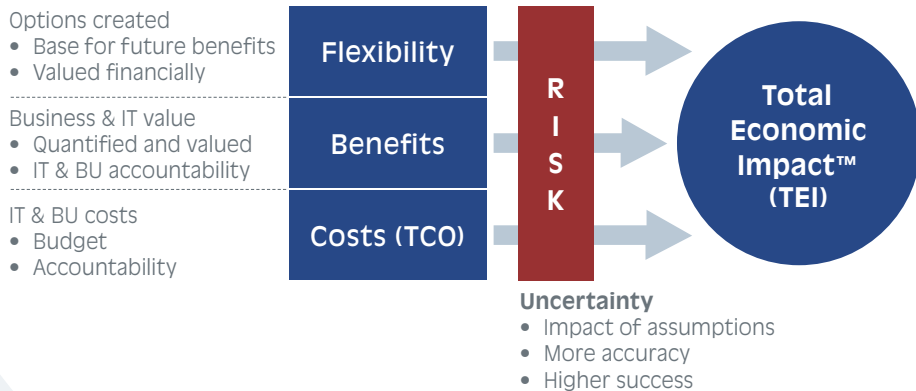 Options created
• Base for future benefits
• Valued financially
Flexibility
Business & IT value
• Quantified and valued
• IT & BU accountability
Benefits
IT & BU costs
• Budget
• Accountability
Costs (TCO)
R
I
S
K
Total
Economic
Impact™
(TEI)
Uncertainty
• Impact of assumptions
• More accuracy
• Higher success